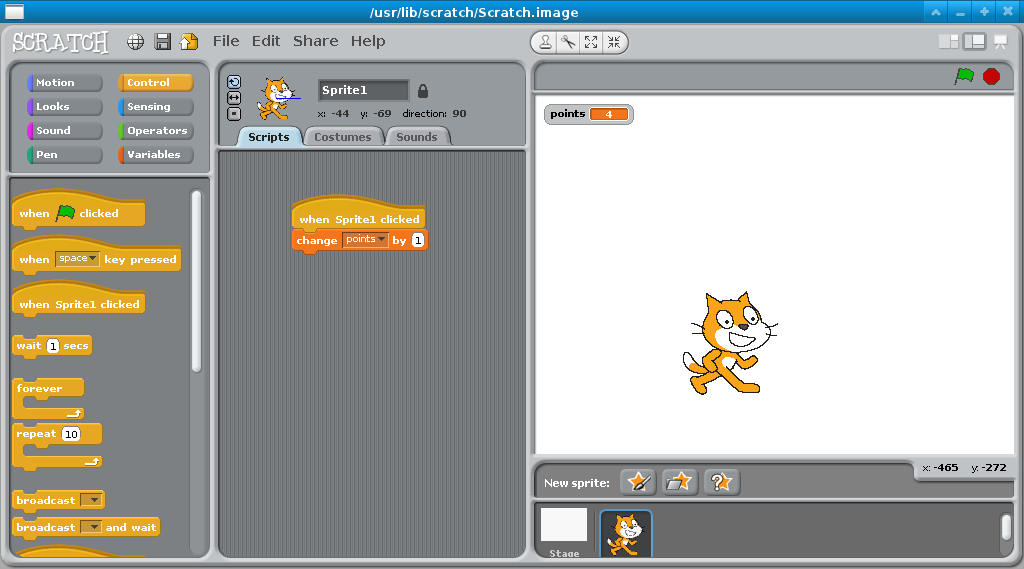 /usr/lib/scratch/Scratch.image
SCRATCH File Edit Share Help
Motion Control
Looks Sensing
Sound Operators
Pen Variables
when clicked
when space key pressed
when Sprite1 clicked
wait 1 secs
forever
repeat 10
broadcast
broadcast and wait
Sprite1
x: -44 y: -69 direction: 90
Scripts Costumes Sounds
when Sprite1 clicked
change points by 1
points 4
x: -465 y: -272
New sprite:
Stage